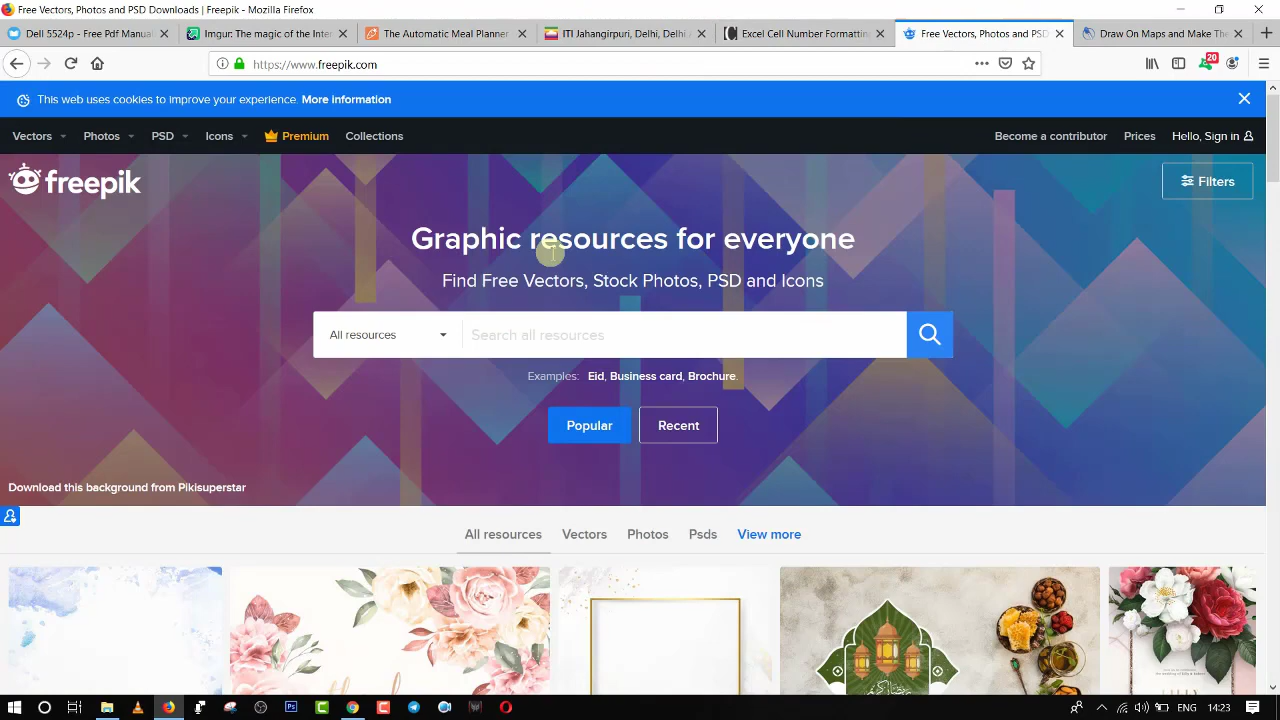 Free Vectors, Photos and PSD Downloads | Freepik - Mozilla Firefox
Dell 5524p - Free Pdf Manual
Imgur: The magic of the Inter
The Automatic Meal Planner
ITI Jahangirpuri, Delhi, Delhi
Excel Cell Number Formatting
Free Vectors, Photos and PSD
Draw On Maps and Make The
https://www.freepik.com
20
This web uses cookies to improve your experience. More information
Vectors
Photos
PSD
Icons
Premium
Collections
Become a contributor
Prices
Hello, Sign in
freepik
Filters
Graphic resources for everyone
Find Free Vectors, Stock Photos, PSD and Icons
All resources
Search all resources
Examples: Eid, Business card, Brochure.
Popular
Recent
Download this background from Pikisuperstar
All resources
Vectors
Photos
Psds
View more
Ps
ENG
14:23